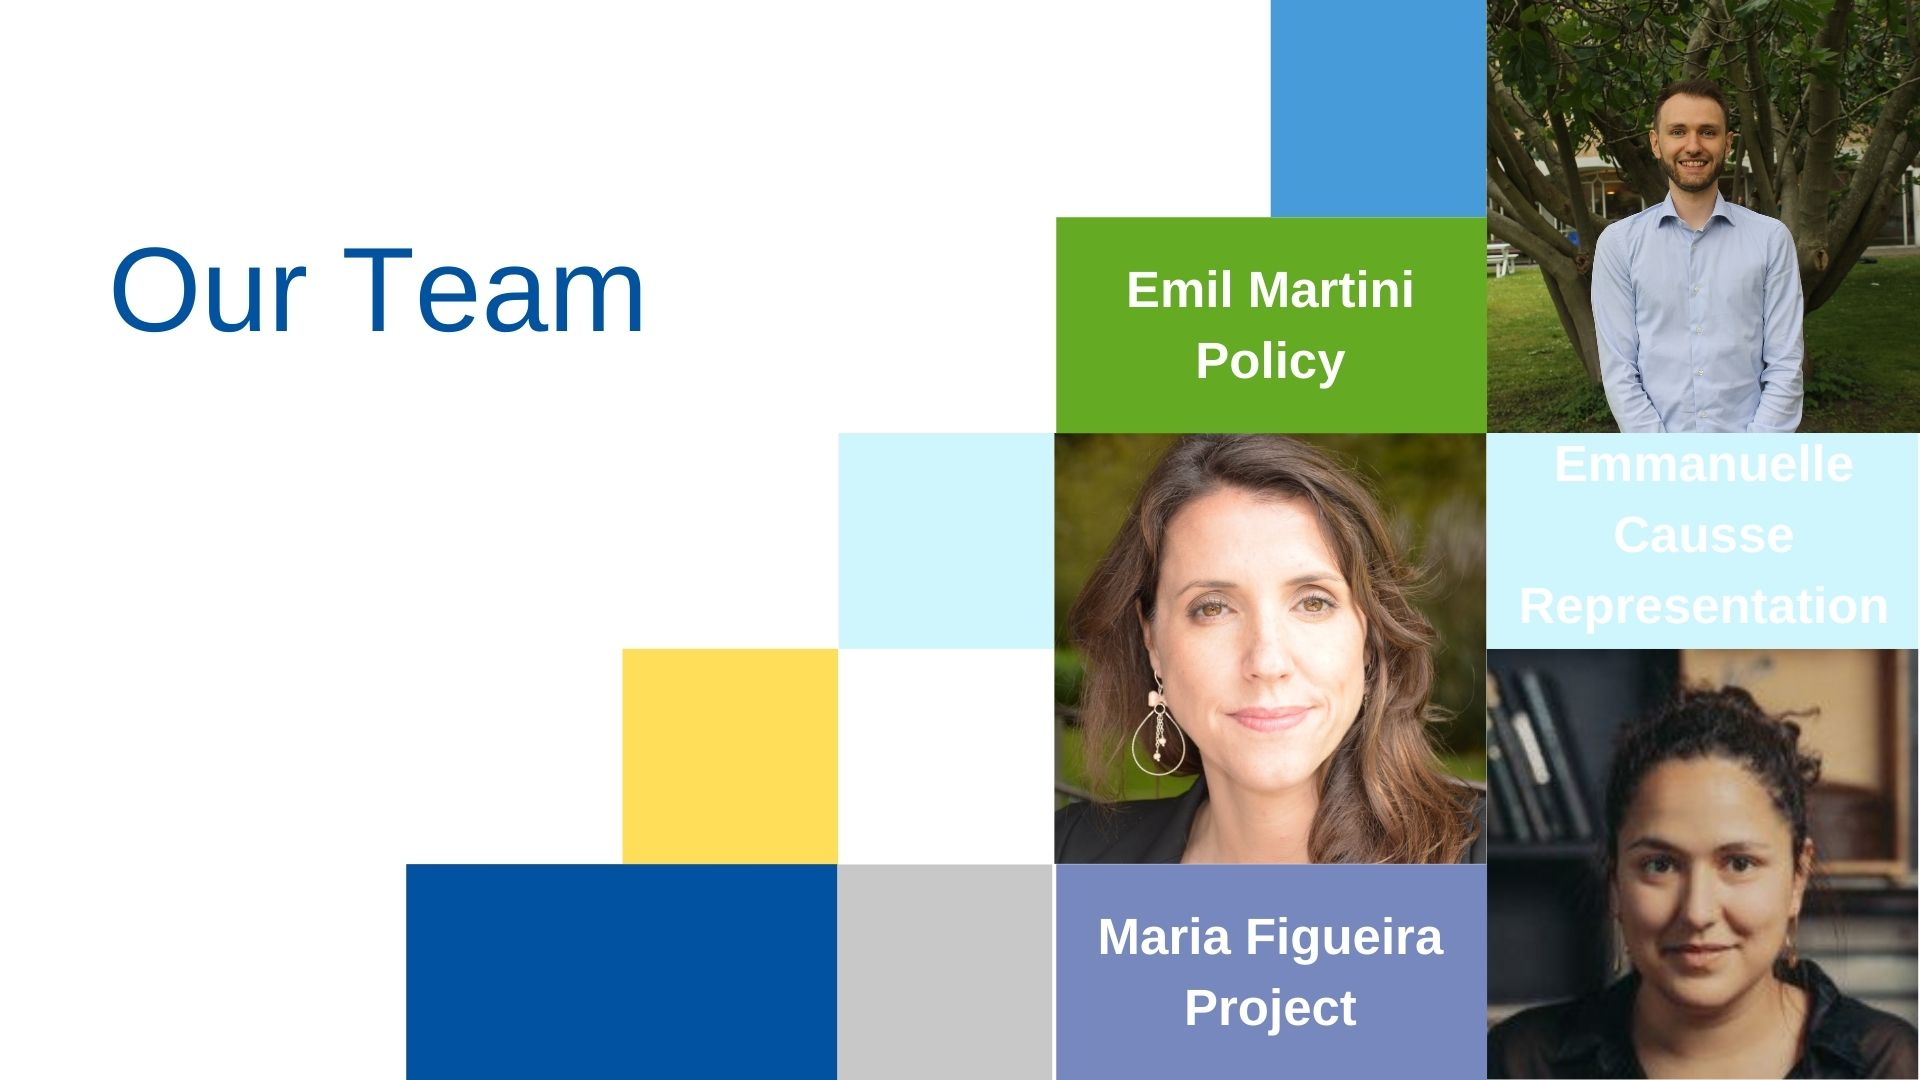 Our Team
Emil Martini
Policy
Emmanuelle
Causse
Representation
Maria Figueira
Project